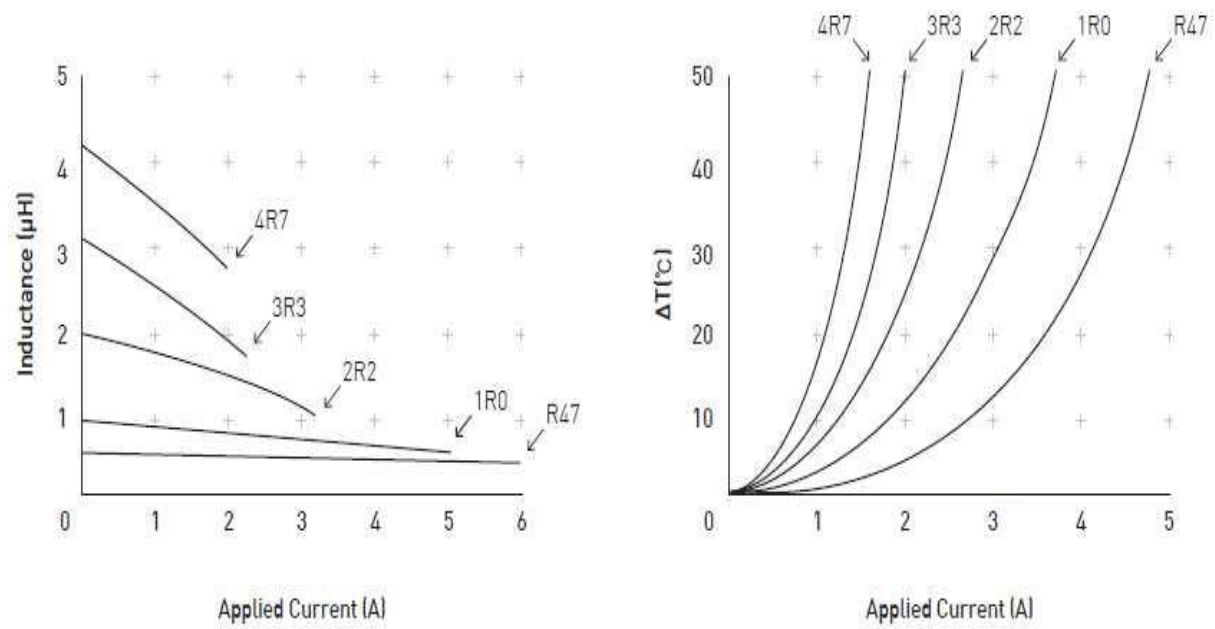 4R7 3R3 2R2 1R0 R47
5
4
3
2
1
0 1 2 3 4 5 6
Inductance (μH)
4R7
3R3
2R2
1R0
R47
Applied Current (A)
50
40
30
20
10
0 1 2 3 4 5
ΔT(℃)
Applied Current (A)